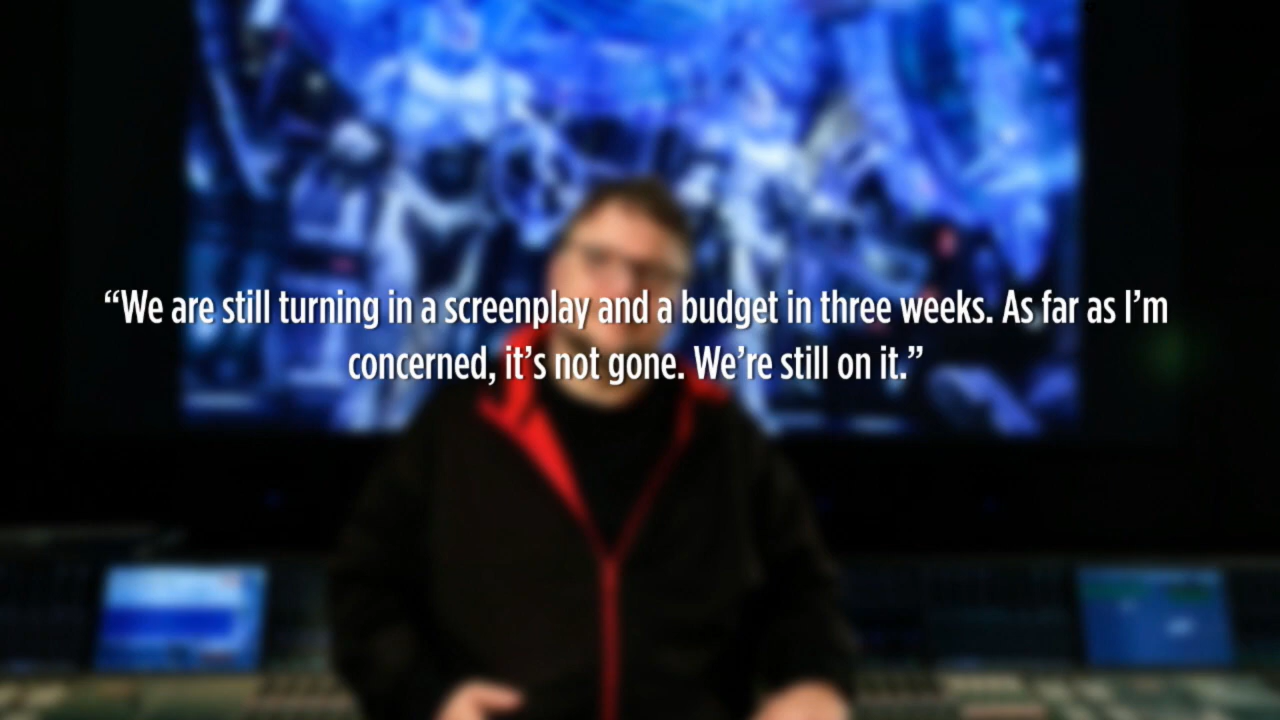 “We are still turning in a screenplay and a budget in three weeks. As far as I’m
concerned, it’s not gone. We’re still on it.”